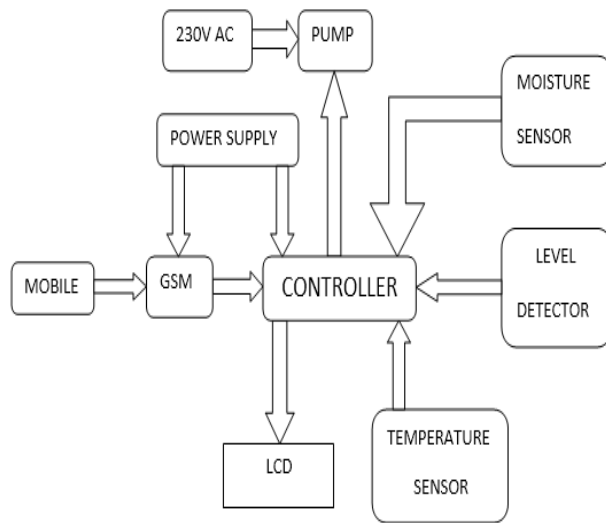 230V AC
PUMP
MOISTURE
SENSOR
POWER SUPPLY
LEVEL
DETECTOR
MOBILE
GSM
CONTROLLER
LCD
TEMPERATURE
SENSOR